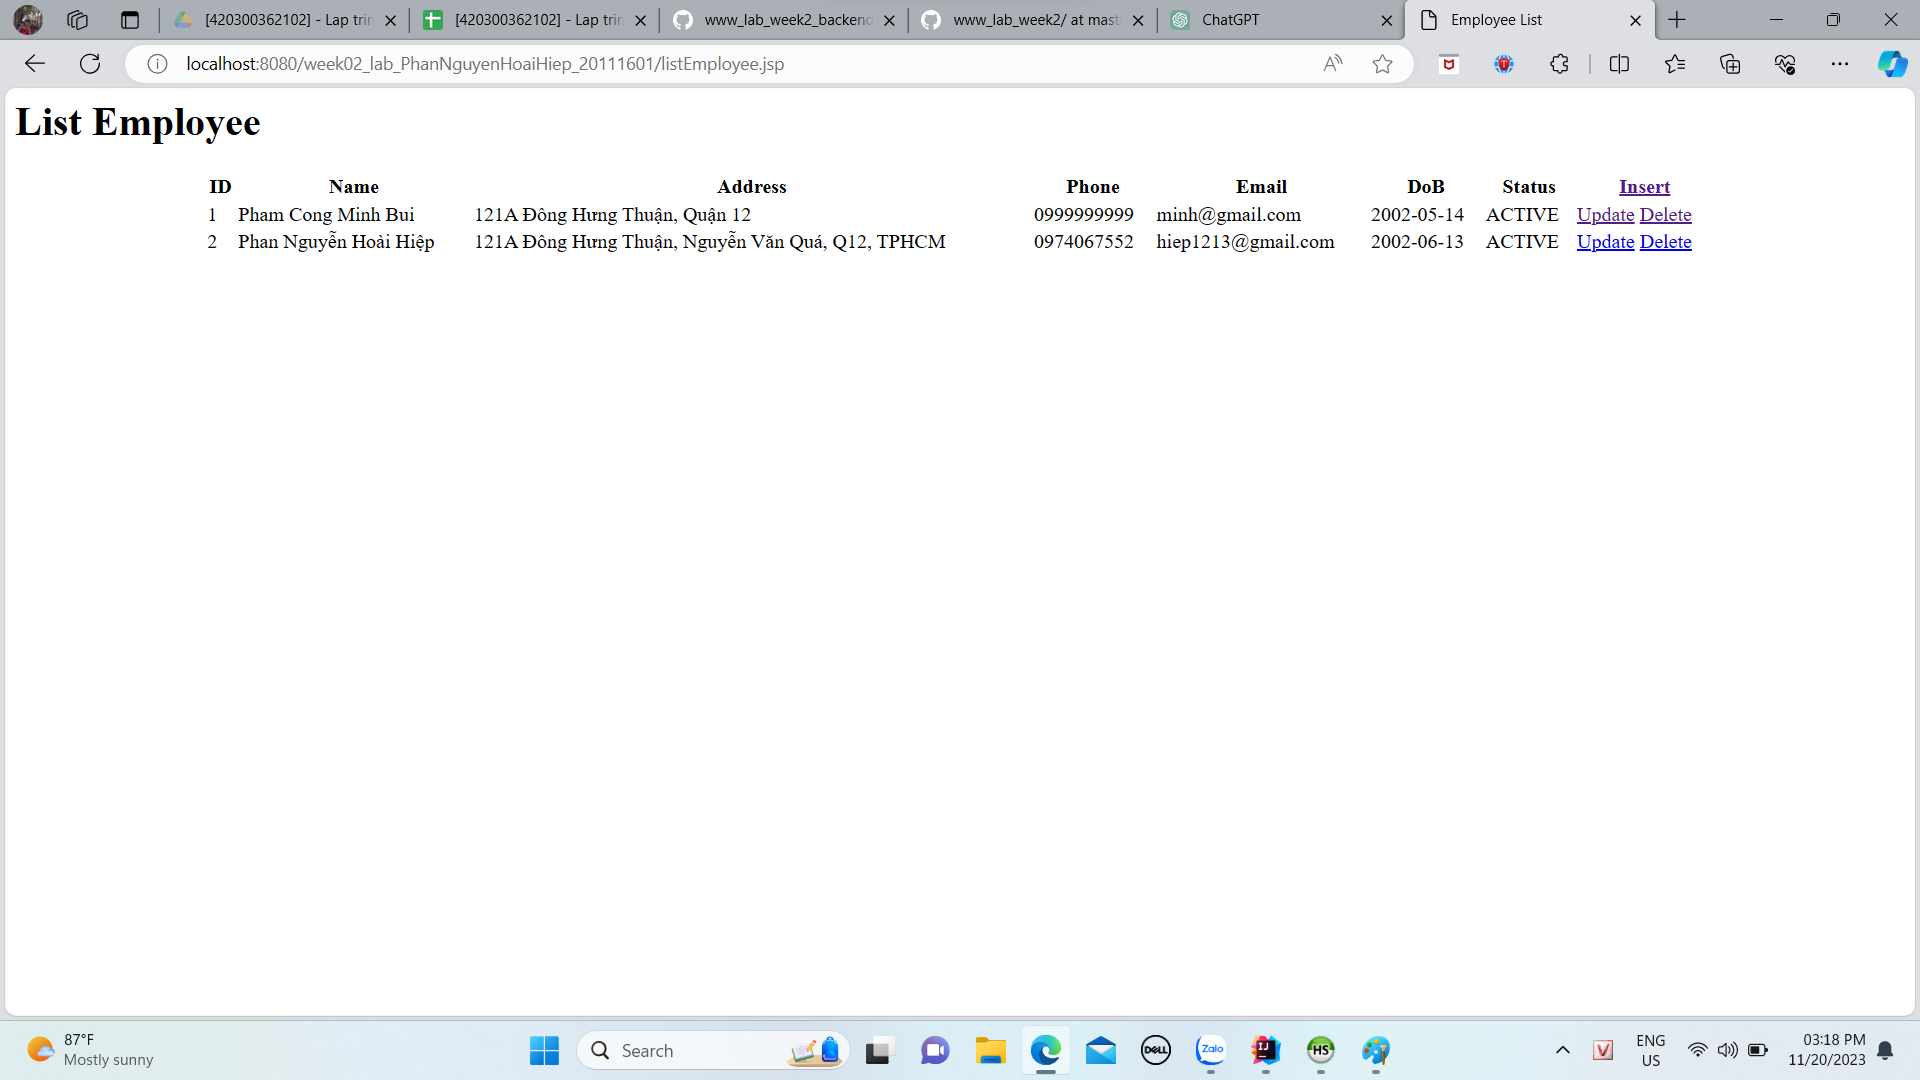 [420300362102] - Lap trin
[420300362102] - Lap trin
www_lab_week2_backend
www_lab_week2/ at mast
ChatGPT
Employee List
localhost:8080/week02_lab_PhanNguyenHoaiHiep_20111601/listEmployee.jsp
List Employee
ID Name Address Phone Email DoB Status Insert
1 Pham Cong Minh Bui 121A Đông Hưng Thuận, Quận 12 0999999999 minh@gmail.com 2002-05-14 ACTIVE Update Delete
2 Phan Nguyễn Hoài Hiệp 121A Đông Hưng Thuận, Nguyễn Văn Quá, Q12, TPHCM 0974067552 hiep1213@gmail.com 2002-06-13 ACTIVE Update Delete
87°F
Mostly sunny
Search
DELL
Zalo
IJ
HS
V
ENG
US
03:18 PM
11/20/2023